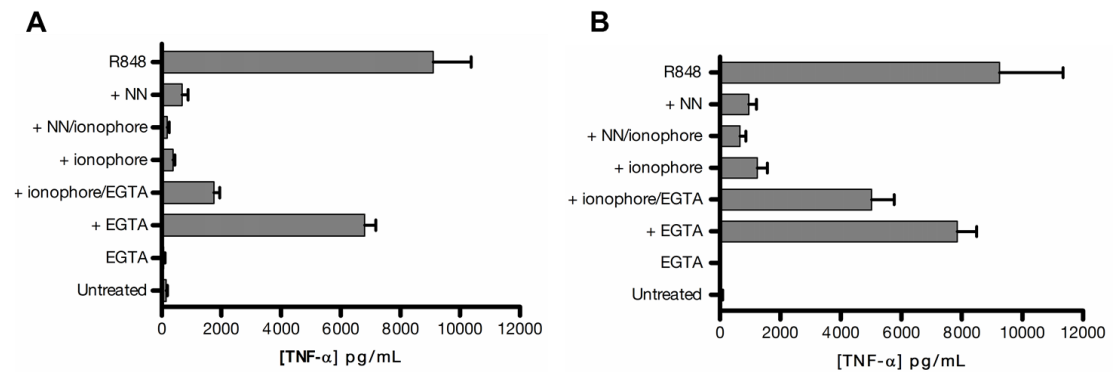 A
R848
+ NN
+ NN/ionophore
+ ionophore
+ ionophore/EGTA
+ EGTA
EGTA
Untreated
0 2000 4000 6000 8000 10000 12000
[TNF-α] pg/mL
B
R848
+ NN
+ NN/ionophore
+ ionophore
+ ionophore/EGTA
+ EGTA
EGTA
Untreated
0 2000 4000 6000 8000 10000 12000
[TNF-α] pg/mL